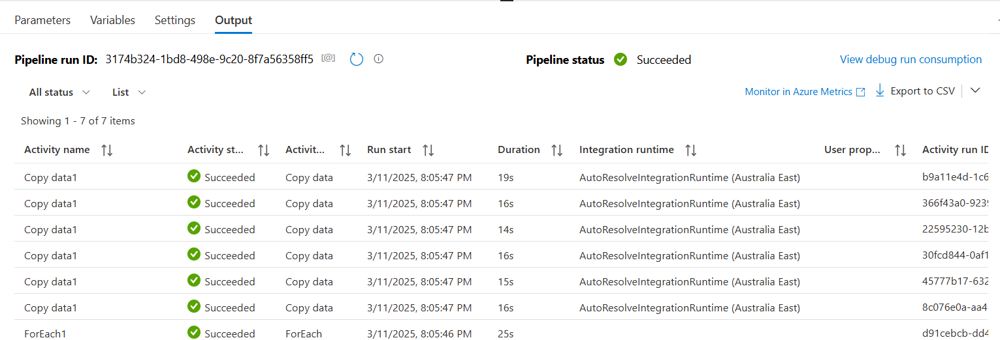 Parameters Variables Settings Output
Pipeline run ID: 3174b324-1bd8-498e-9c20-8f7a56358ff5 [@] Pipeline status Succeeded View debug run consumption
All status List Monitor in Azure Metrics Export to CSV
Showing 1 - 7 of 7 items
Activity name Activity st... Activit... Run start Duration Integration runtime User prop... Activity run ID
Copy data1 Succeeded Copy data 3/11/2025, 8:05:47 PM 19s AutoResolveIntegrationRuntime (Australia East) b9a11e4d-1c6
Copy data1 Succeeded Copy data 3/11/2025, 8:05:47 PM 16s AutoResolveIntegrationRuntime (Australia East) 366f43a0-9239
Copy data1 Succeeded Copy data 3/11/2025, 8:05:47 PM 14s AutoResolveIntegrationRuntime (Australia East) 22595230-12b
Copy data1 Succeeded Copy data 3/11/2025, 8:05:47 PM 16s AutoResolveIntegrationRuntime (Australia East) 30fcd844-0af1
Copy data1 Succeeded Copy data 3/11/2025, 8:05:47 PM 15s AutoResolveIntegrationRuntime (Australia East) 45777b17-632
Copy data1 Succeeded Copy data 3/11/2025, 8:05:47 PM 16s AutoResolveIntegrationRuntime (Australia East) 8c076e0a-aa4
ForEach1 Succeeded ForEach 3/11/2025, 8:05:46 PM 25s d91cebcb-dd4